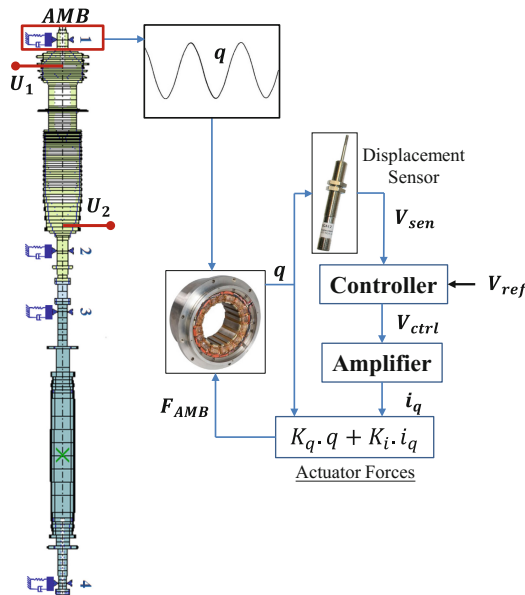 AMB
1
U1
q
U2
2
3
4
Displacement
Sensor
Vsen
q
Controller
Vref
Vctrl
Amplifier
iq
FAMB
Kq.q + Ki.iq
Actuator Forces